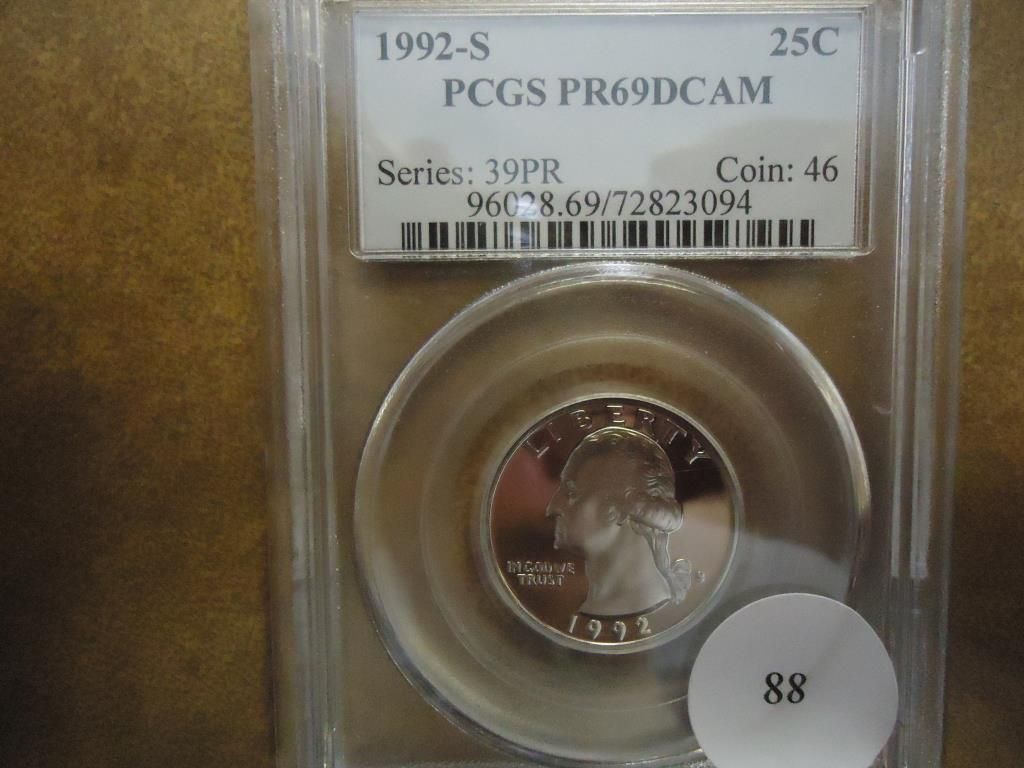 1992-S 25C
PCGS PR69DCAM
Series: 39PR Coin: 46
96028.69/72823094
LIBERTY
IN GOD WE
TRUST
S
1992
88